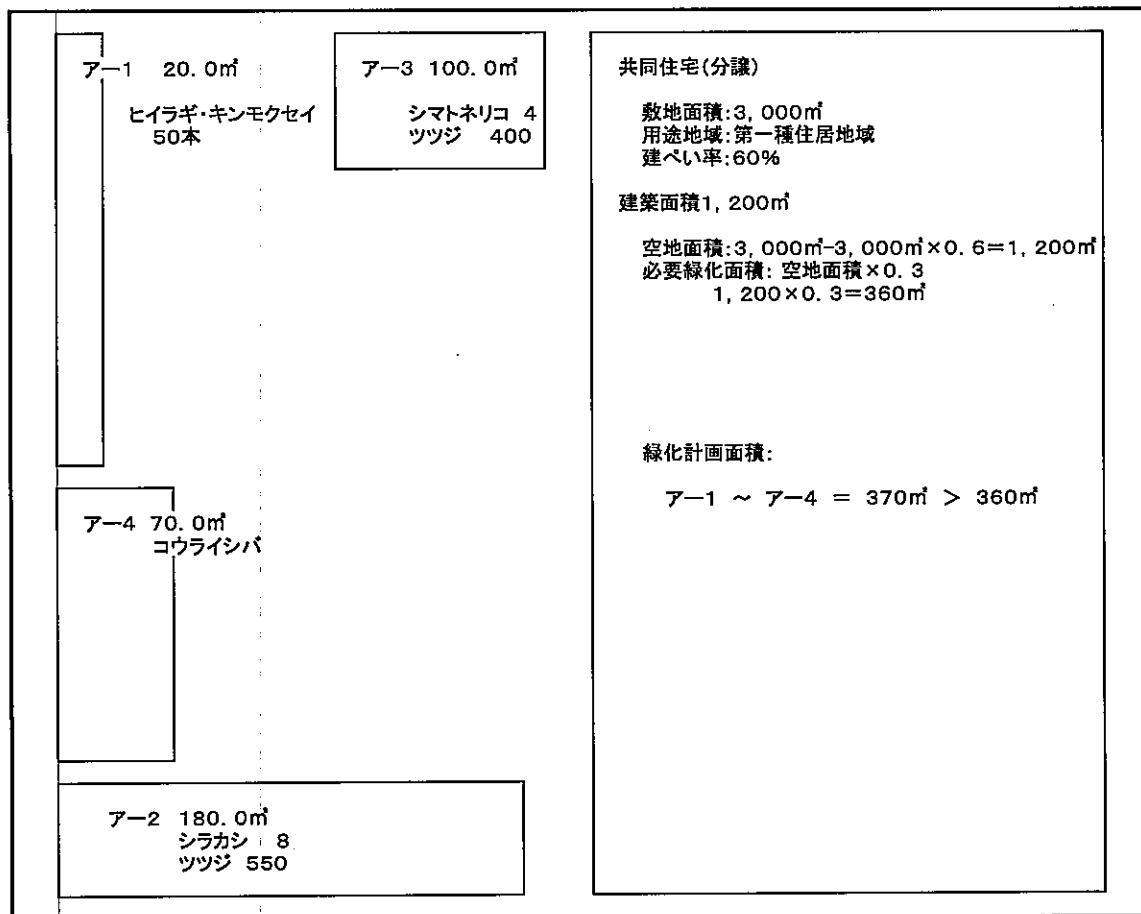 ア－1 20.0㎡
ヒイラギ・キンモクセイ
50本
ア－3 100.0㎡
シマトネリコ 4
ツツジ 400
ア－4 70.0㎡
コウライシバ
ア－2 180.0㎡
シラカシ 8
ツツジ 550
共同住宅(分譲)
敷地面積:3,000㎡
用途地域:第一種住居地域
建ぺい率:60%
建築面積1,200㎡
空地面積:3,000㎡-3,000㎡×0.6=1,200㎡
必要緑化面積: 空地面積×0.3
1,200×0.3=360㎡
緑化計画面積:
ア－1 ～ ア－4 = 370㎡ > 360㎡